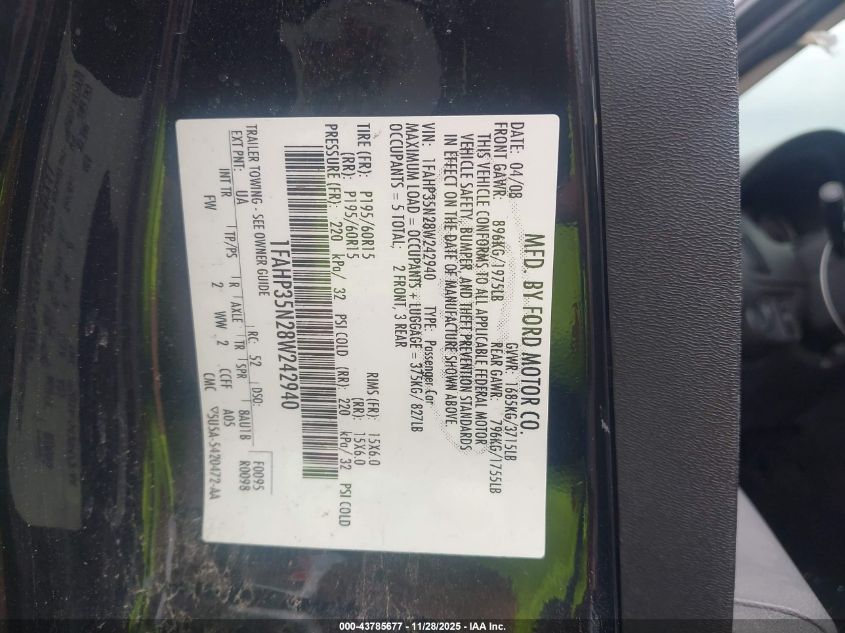 MFD. BY FORD MOTOR CO.
DATE: 04/08 GVWR: 1685KG/3715LB
FRONT GAWR: 896KG/1975LB REAR GAWR: 796KG/1755LB
THIS VEHICLE CONFORMS TO ALL APPLICABLE FEDERAL MOTOR
VEHICLE SAFETY, BUMPER, AND THEFT PREVENTION STANDARDS
IN EFFECT ON THE DATE OF MANUFACTURE SHOWN ABOVE.
VIN: 1FAHP35N28W242940 TYPE: Passenger Car
MAXIMUM LOAD = OCCUPANTS + LUGGAGE = 375KG/ 827LB
OCCUPANTS = 5 TOTAL, 2 FRONT, 3 REAR
TIRE (FR): P195/60R15 RIMS (FR): 15X6.0
(RR): P195/60R15 (RR): 15X6.0
PRESSURE (FR): 220 kPa/ 32 PSI COLD (RR): 220 kPa/ 32 PSI COLD
1FAHP35N28W242940
TRAILER TOWING - SEE OWNER GUIDE
F0095
R0098
EXT PNT: UA RC: 52 DSO: 8AU1B
INT TR TP/PS R AXLE TR SPR A05
FW 2 WW 2 CCFF CMC 5U5A-5420472-AA
000-43785677 - 11/28/2025 - IAA Inc.